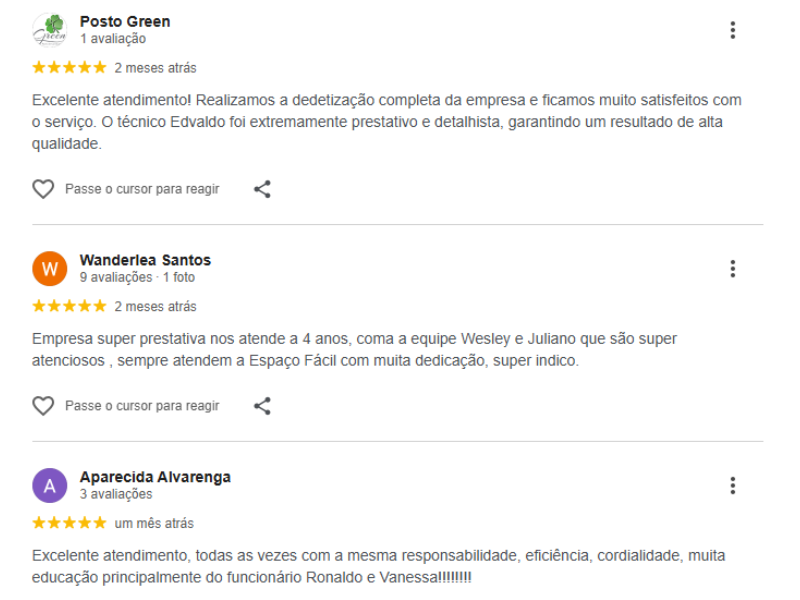 Green
Posto Green
1 avaliação
2 meses atrás
Excelente atendimento! Realizamos a dedetização completa da empresa e ficamos muito satisfeitos com
o serviço. O técnico Edvaldo foi extremamente prestativo e detalhista, garantindo um resultado de alta
qualidade.
Passe o cursor para reagir
W
Wanderlea Santos
9 avaliações · 1 foto
2 meses atrás
Empresa super prestativa nos atende a 4 anos, coma a equipe Wesley e Juliano que são super
atenciosos , sempre atendem a Espaço Fácil com muita dedicação, super indico.
Passe o cursor para reagir
A
Aparecida Alvarenga
3 avaliações
um mês atrás
Excelente atendimento, todas as vezes com a mesma responsabilidade, eficiência, cordialidade, muita
educação principalmente do funcionário Ronaldo e Vanessa!!!!!!!!